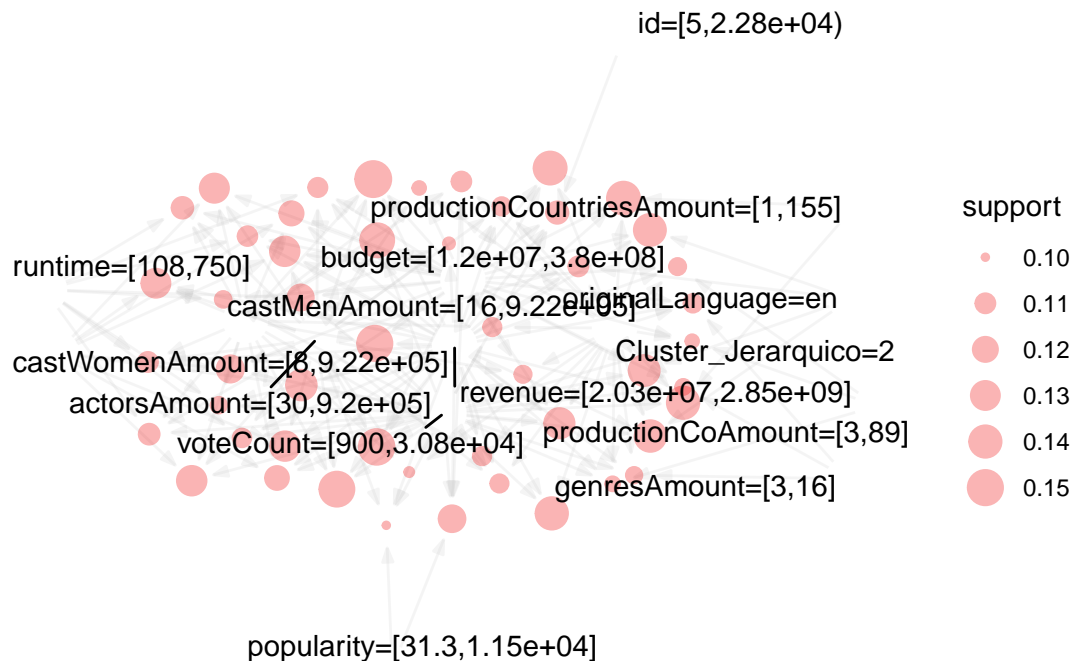 id=[5,2.28e+04)
productionCountriesAmount=[1,155]
support
runtime=[108,750]
budget=[1.2e+07,3.8e+08]
0.10
castMenAmount=[16,9.22e+05]
originalLanguage=en
0.11
castWomenAmount=[8,9.22e+05]
Cluster_Jerarquico=2
0.12
actorsAmount=[30,9.2e+05]
revenue=[2.03e+07,2.85e+09]
0.13
voteCount=[900,3.08e+04]
productionCoAmount=[3,89]
0.14
genresAmount=[3,16]
0.15
popularity=[31.3,1.15e+04]